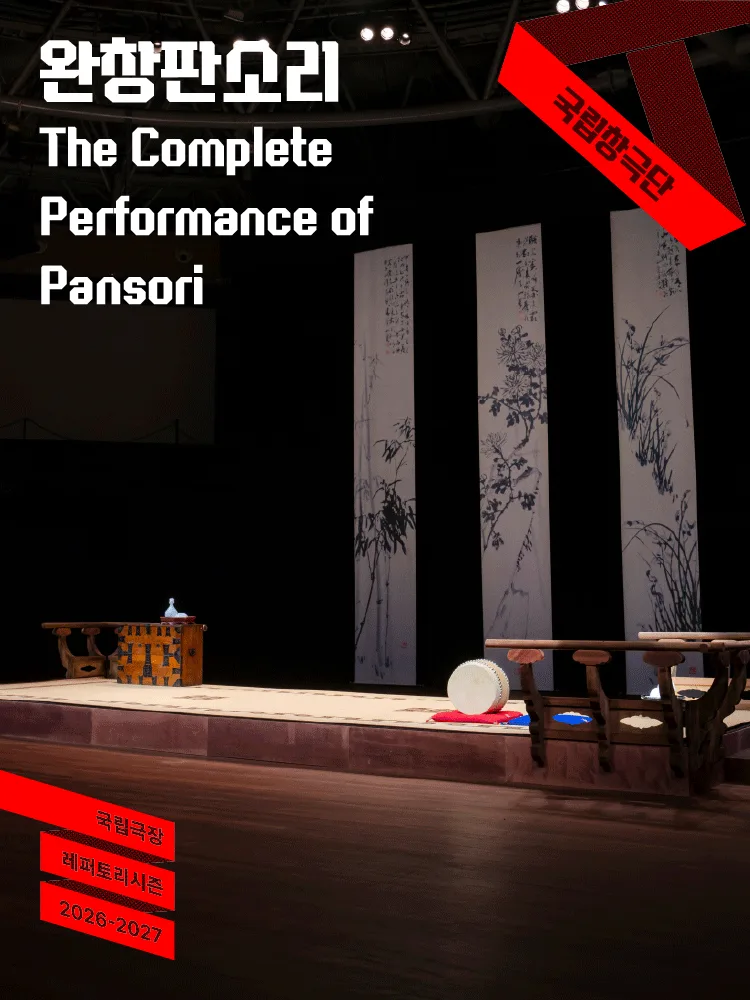 완창판소리
The Complete
Performance of
Pansori
국립창극단
국립극장
레퍼토리시즌
2026-2027